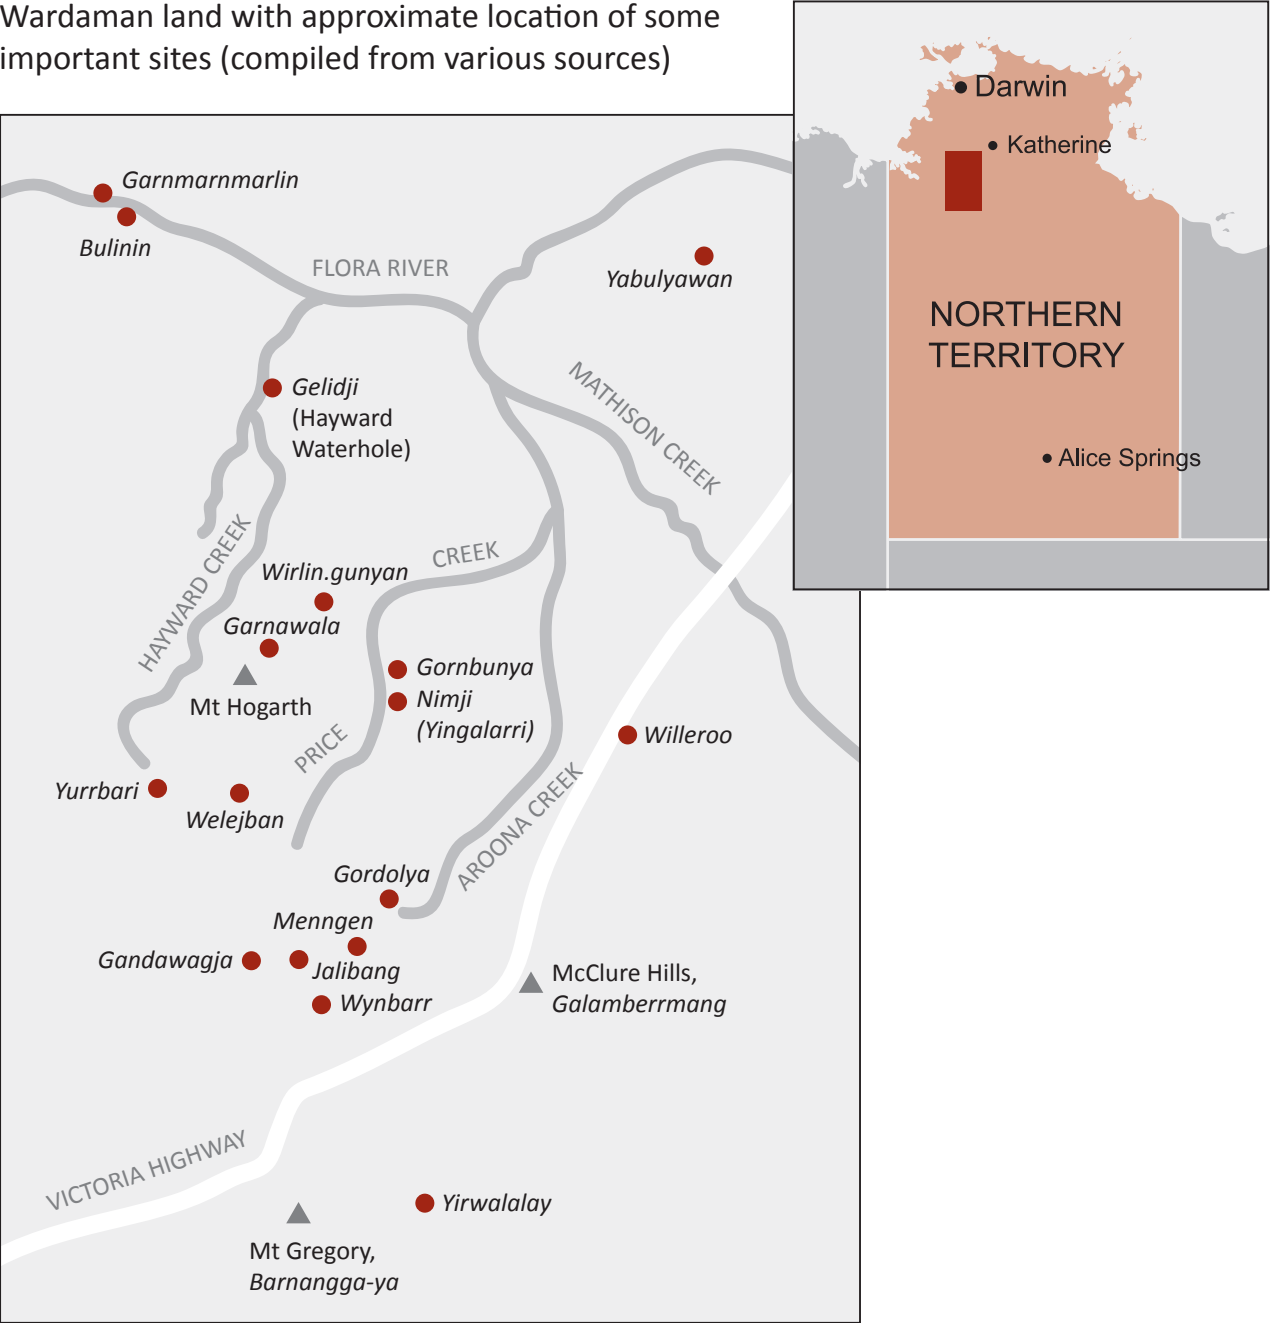 Wardaman land with approximate location of some
important sites (compiled from various sources)
Darwin
Katherine
NORTHERN
TERRITORY
Alice Springs
Garnmarnmarlin
Bulinin
FLORA RIVER
Yabulyawan
Gelidji
(Hayward
Waterhole)
MATHISON CREEK
HAYWARD CREEK
CREEK
Wirlin.gunyan
Garnawala
Mt Hogarth
Gornbunya
Nimji
(Yingalarri)
PRICE
Willeroo
Yurrbari
Welejban
AROONA CREEK
Gordolya
Menngen
Gandawagja
Jalibang
Wynbarr
McClure Hills,
Galamberrmang
VICTORIA HIGHWAY
Yirwalalay
Mt Gregory,
Barnangga-ya